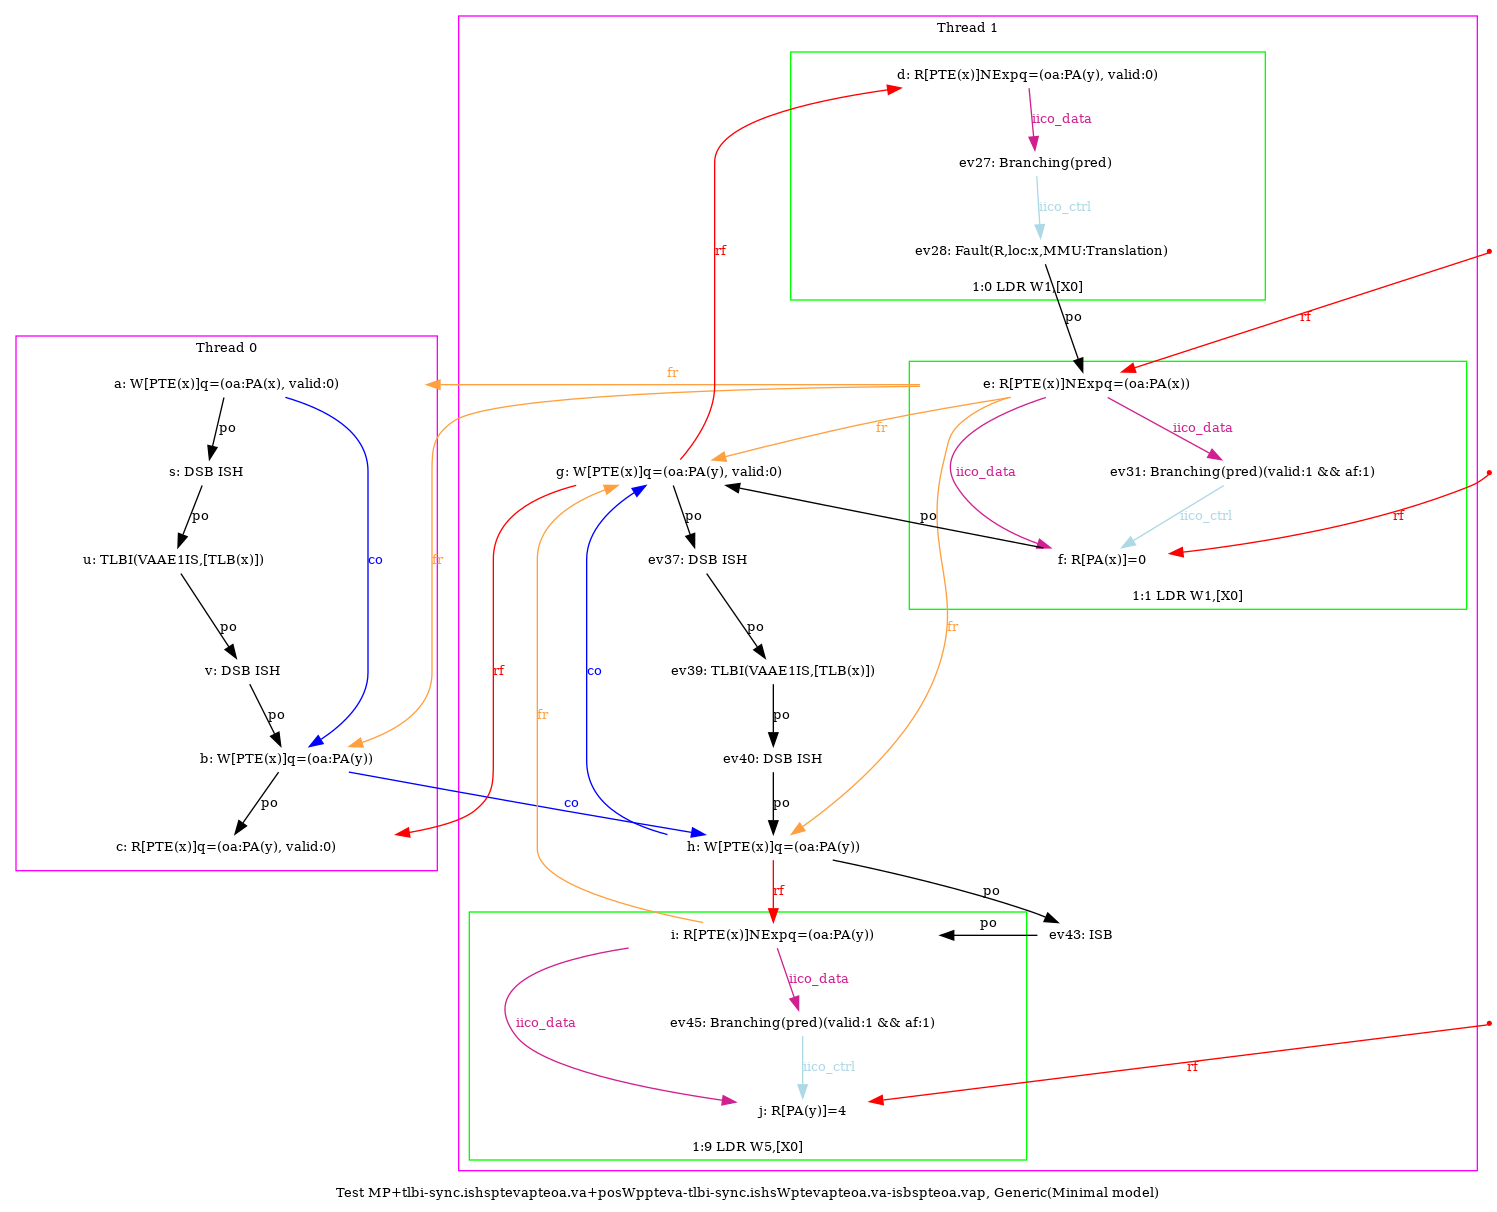 Thread 1
d: R[PTE(x)]NExpq=(oa:PA(y), valid:0)
iico_data
ev27: Branching(pred)
iico_ctrl
rf
ev28: Fault(R,loc:x,MMU:Translation)
1:0 LDR W1,[X0]
po
rf
Thread 0
fr
a: W[PTE(x)]q=(oa:PA(x), valid:0)
e: R[PTE(x)]NExpq=(oa:PA(x))
po
fr
iico_data
s: DSB ISH
g: W[PTE(x)]q=(oa:PA(y), valid:0)
iico_data
ev31: Branching(pred)(valid:1 && af:1)
po
po
po
iico_ctrl
rf
u: TLBI(VAAE1IS,[TLB(x)])
co
fr
ev37: DSB ISH
f: R[PA(x)]=0
1:1 LDR W1,[X0]
po
po
fr
v: DSB ISH
rf
co
ev39: TLBI(VAAE1IS,[TLB(x)])
po
fr
po
b: W[PTE(x)]q=(oa:PA(y))
ev40: DSB ISH
po
co
po
c: R[PTE(x)]q=(oa:PA(y), valid:0)
h: W[PTE(x)]q=(oa:PA(y))
rf
po
po
i: R[PTE(x)]NExpq=(oa:PA(y))
ev43: ISB
iico_data
iico_data
ev45: Branching(pred)(valid:1 && af:1)
iico_ctrl
rf
j: R[PA(y)]=4
1:9 LDR W5,[X0]
Test MP+tlbi-sync.ishsptevapteoa.va+posWppteva-tlbi-sync.ishsWptevapteoa.va-isbspteoa.vap, Generic(Minimal model)